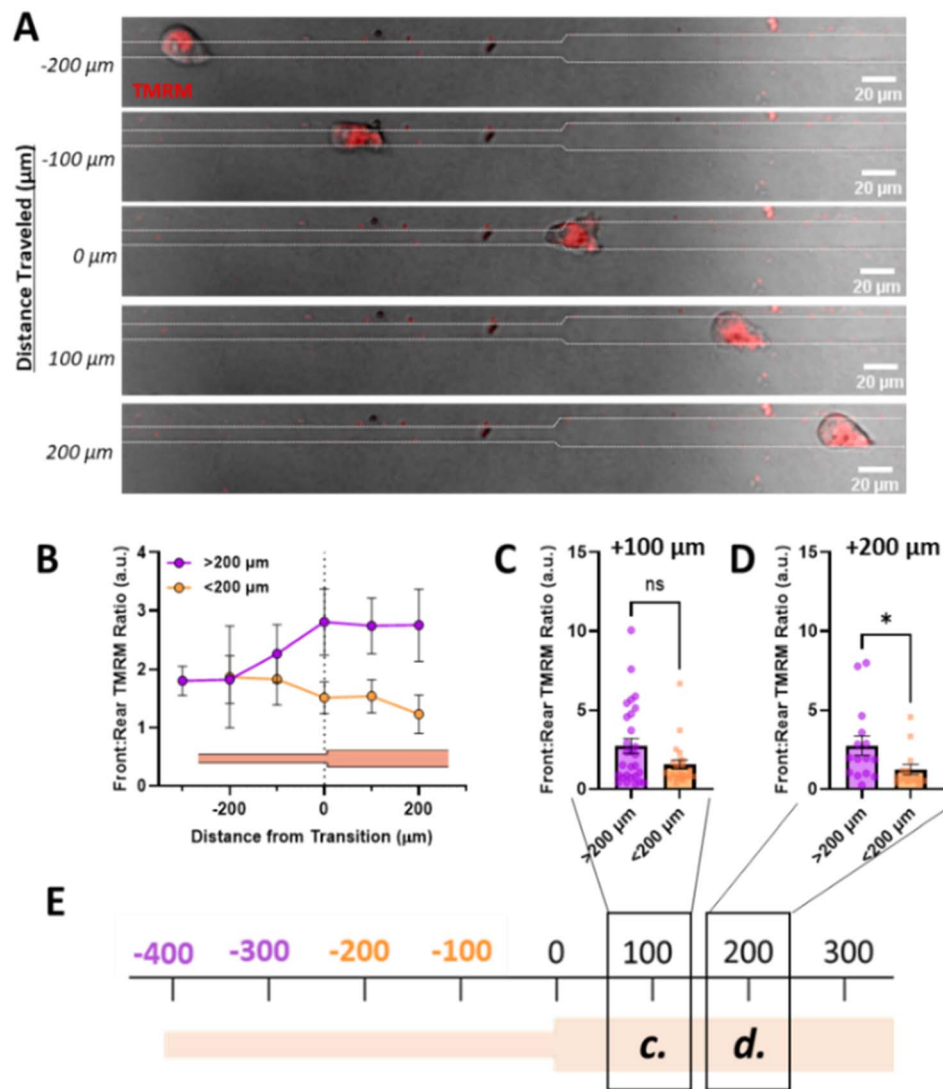 A
Distance Traveled (µm)
-200 µm
TMRM
20 µm
-100 µm
20 µm
0 µm
20 µm
100 µm
20 µm
200 µm
20 µm
B
Front:Rear TMRM Ratio (a.u.)
4
3
2
1
0
>200 µm
<200 µm
-200 0 200
Distance from Transition (µm)
C
+100 µm
Front:Rear TMRM Ratio (a.u.)
15
10
5
0
ns
>200 µm
<200 µm
D
+200 µm
Front:Rear TMRM Ratio (a.u.)
15
10
5
0
*
>200 µm
<200 µm
E
-400 -300 -200 -100 0 100 200 300
c. d.